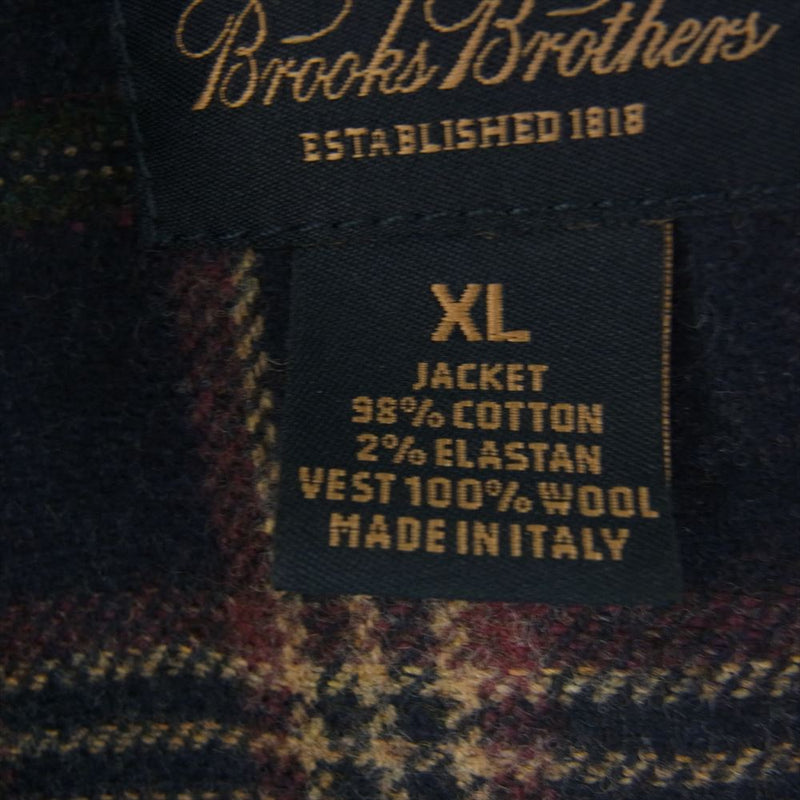 Brooks Brothers
ESTABLISHED 1818
XL
JACKET
98% COTTON
2% ELASTAN
VEST 100% WOOL
MADE IN ITALY